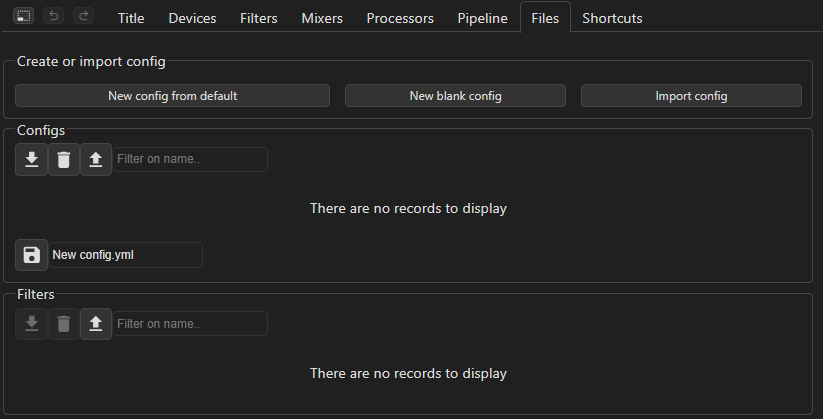 Title Devices Filters Mixers Processors Pipeline Files Shortcuts
Create or import config
New config from default New blank config Import config
Configs
Filter on name..
There are no records to display
New config.yml
Filters
Filter on name..
There are no records to display